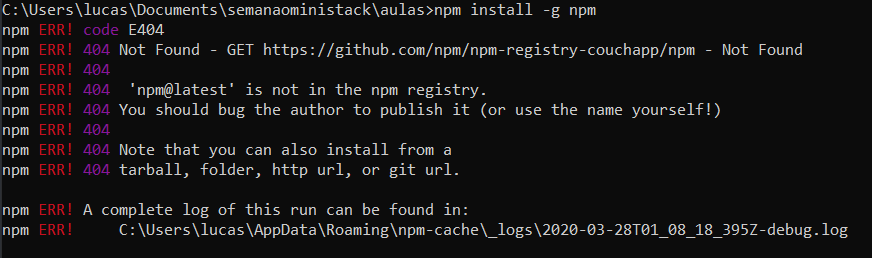 C:\Users\lucas\Documents\semanaoministack\aulas>npm install -g npm
npm ERR! code E404
npm ERR! 404 Not Found - GET https://github.com/npm/npm-registry-couchapp/npm - Not Found
npm ERR! 404
npm ERR! 404  'npm@latest' is not in the npm registry.
npm ERR! 404 You should bug the author to publish it (or use the name yourself!)
npm ERR! 404
npm ERR! 404 Note that you can also install from a
npm ERR! 404 tarball, folder, http url, or git url.
npm ERR! A complete log of this run can be found in:
npm ERR!     C:\Users\lucas\AppData\Roaming\npm-cache\_logs\2020-03-28T01_08_18_395Z-debug.log